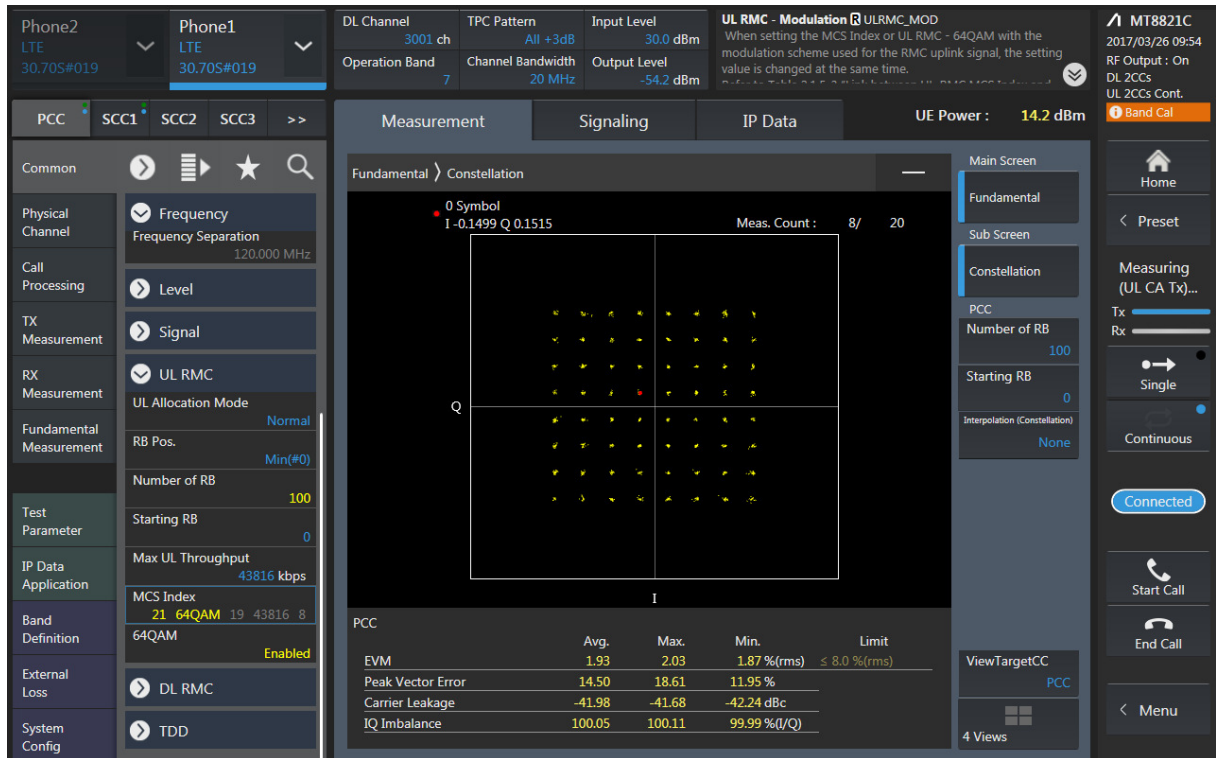 Phone2
LTE
30.705#019
Phone1
LTE
30.705#019
DL Channel
3001 ch
TPC Pattern
All +3dB
Input Level
30.0 dBm
Operation Band
7
Channel Bandwidth
20 MHz
Output Level
-54.2 dBm
UL RMC - Modulation R ULRMC_MOD
When setting the MCS Index or UL RMC -
64QAM with the
modulation scheme used for the RMC uplink signal, the setting
value is changed at the same time.
MT8821C
2017/03/26 09:54
RF Output : On
DL 2CCs
UL 2CCs Cont.
Band Cal
PCC
SCC1
SCC2
SCC3
>>
Measurement
Signaling
IP Data
UE Power : 14.2 dBm
Common
Physical
Channel
Call
Processing
TX
Measurement
RX
Measurement
Fundamental
Measurement
Test
Parameter
IP Data
Application
Band
Definition
External
Loss
System
Config
Frequency
Frequency Separation
120.000 MHz
Level
Signal
UL RMC
UL Allocation Mode
Normal
RB Pos.
Min(#0)
Number of RB
100
Starting RB
0
Max UL Throughput
43816 kbps
MCS Index
21 64QAM 19 43816 8
64QAM
Enabled
DL RMC
TDD
Fundamental 〉 Constellation
0 Symbol
I -0.1499 Q 0.1515
Meas. Count : 8/ 20
Q
I
PCC
Avg. Max. Min. Limit
EVM 1.93 2.03 1.87 %(rms) ≤ 8.0 %(rms)
Peak Vector Error 14.50 18.61 11.95 %
Carrier Leakage -41.98 -41.68 -42.24 dBc
IQ Imbalance 100.05 100.11 99.99 %(I/Q)
Main Screen
Fundamental
Sub Screen
Constellation
PCC
Number of RB
100
Starting RB
0
Interpolation (Constellation)
None
ViewTargetCC
PCC
4 Views
Home
< Preset
Measuring
(UL CA Tx)...
Tx
Rx
Single
Continuous
Connected
Start Call
End Call
< Menu